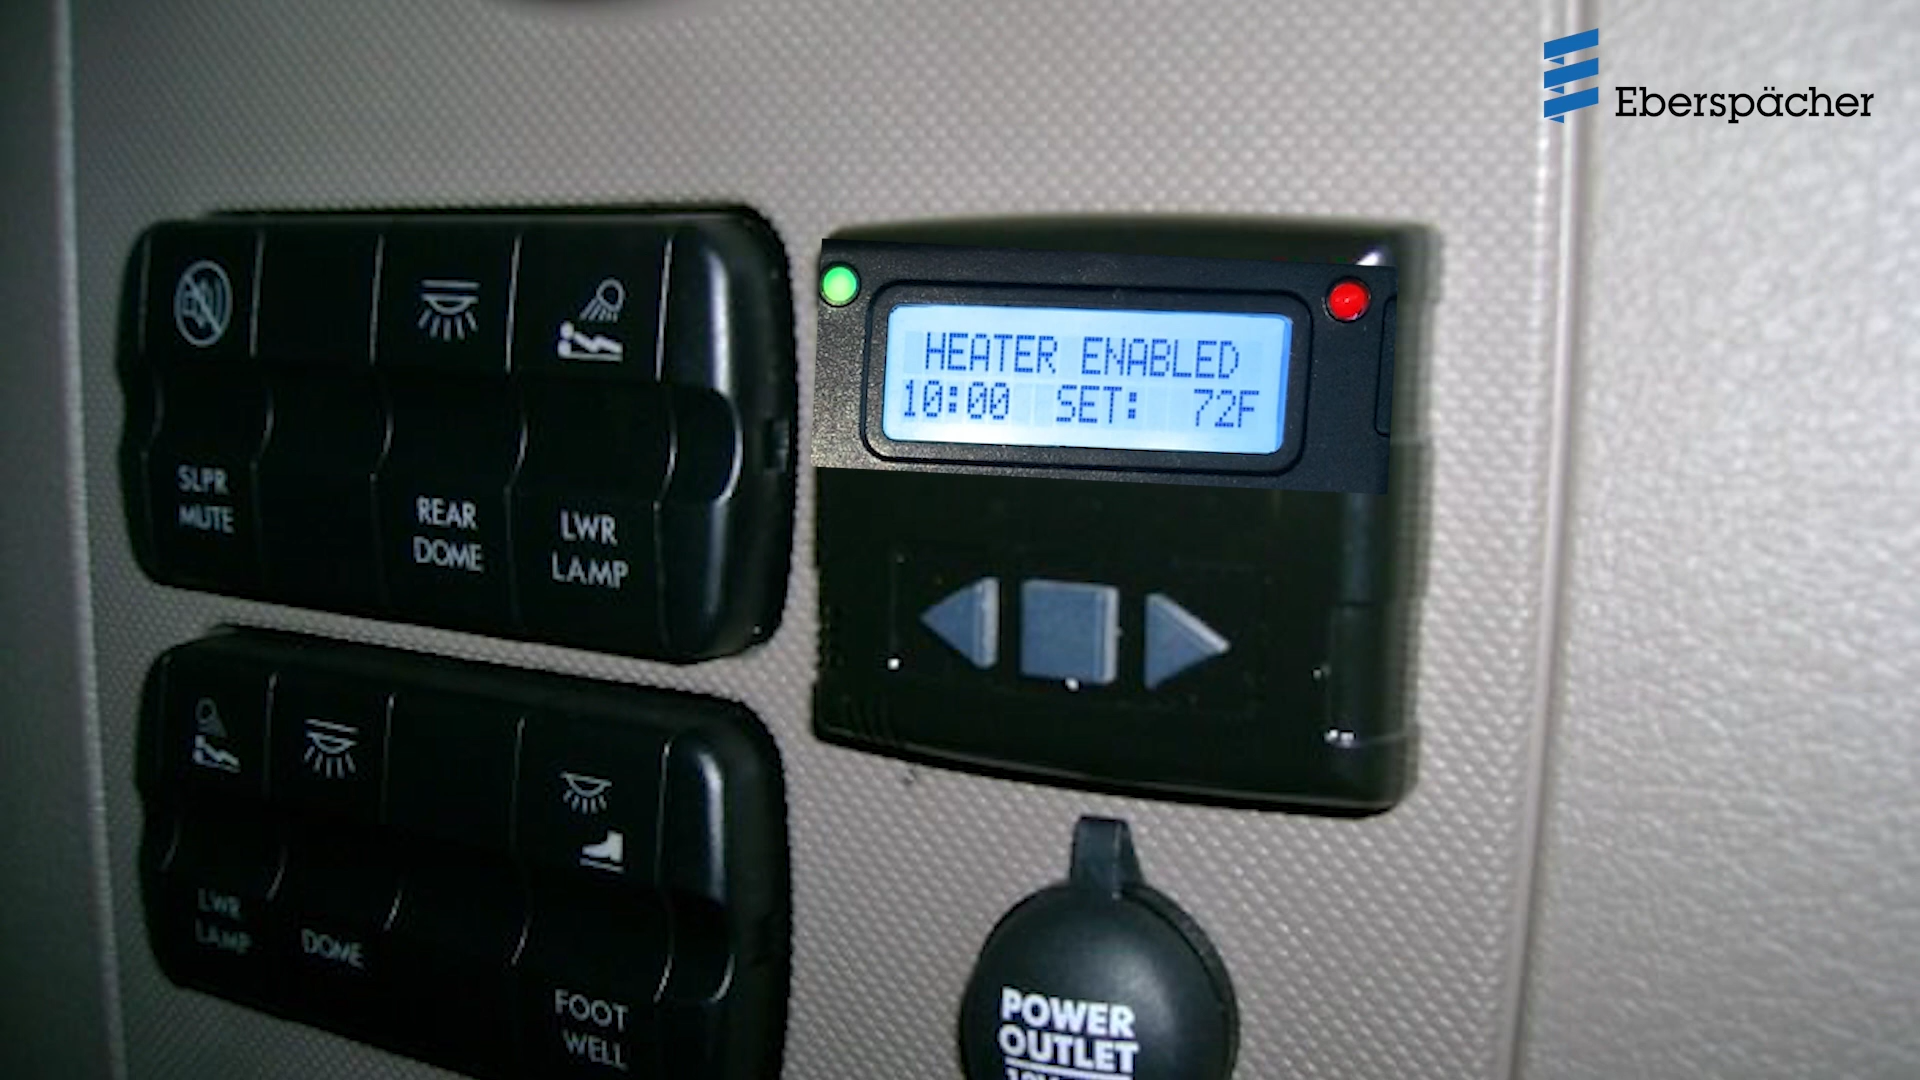 Eberspächer
HEATER ENABLED
10:00 SET: 72F
SLPR
MUTE
REAR
DOME
LWR
LAMP
LWR
LAMP
DOME
FOOT
WELL
POWER
OUTLET